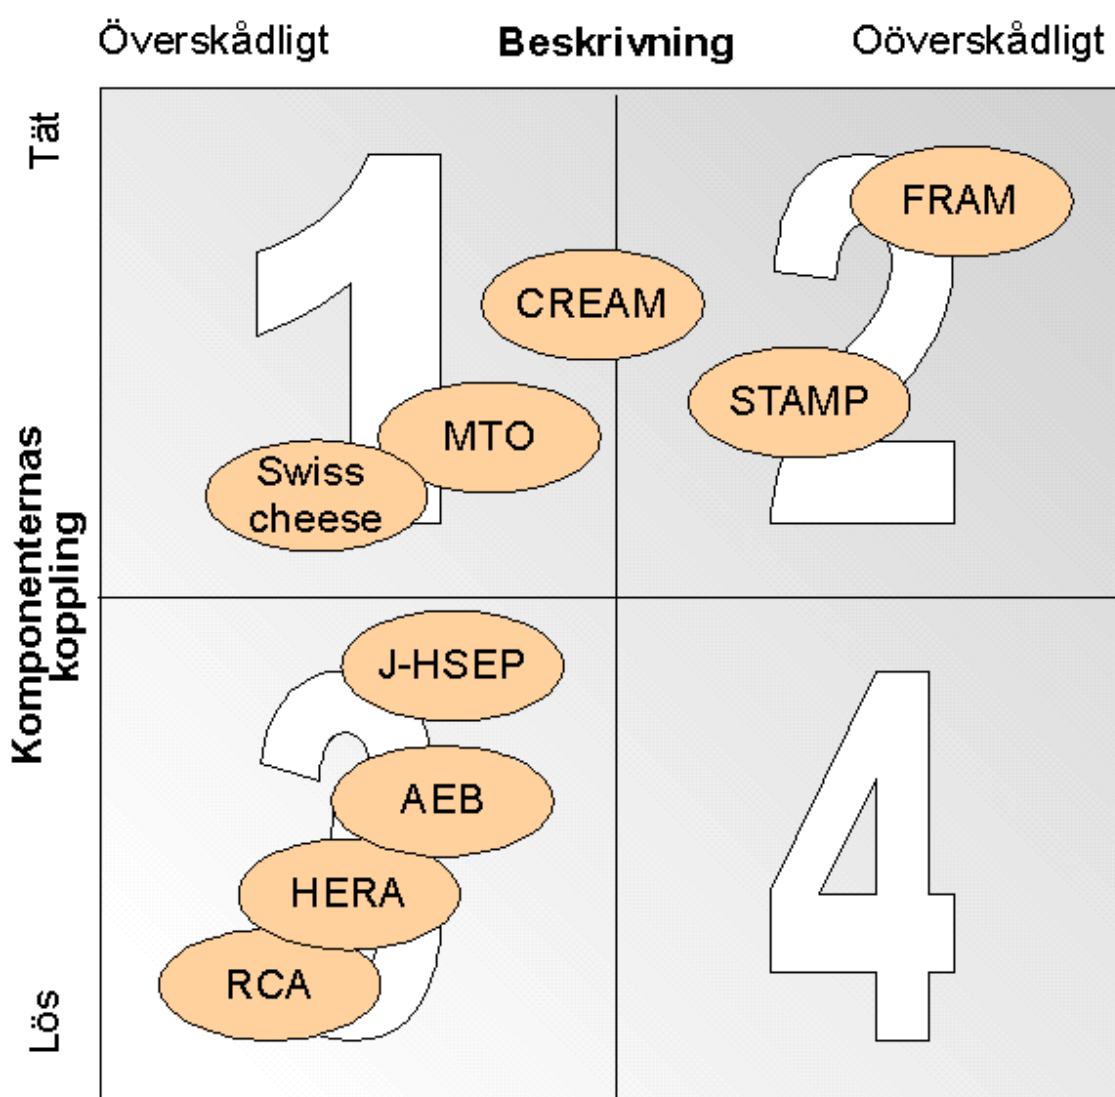 Överskådligt Beskrivning Oöverskådligt
Tät
Komponenternas
koppling
Lös
1
2
FRAM
CREAM
STAMP
MTO
Swiss
cheese
3
J-HSEP
AEB
HERA
RCA
4